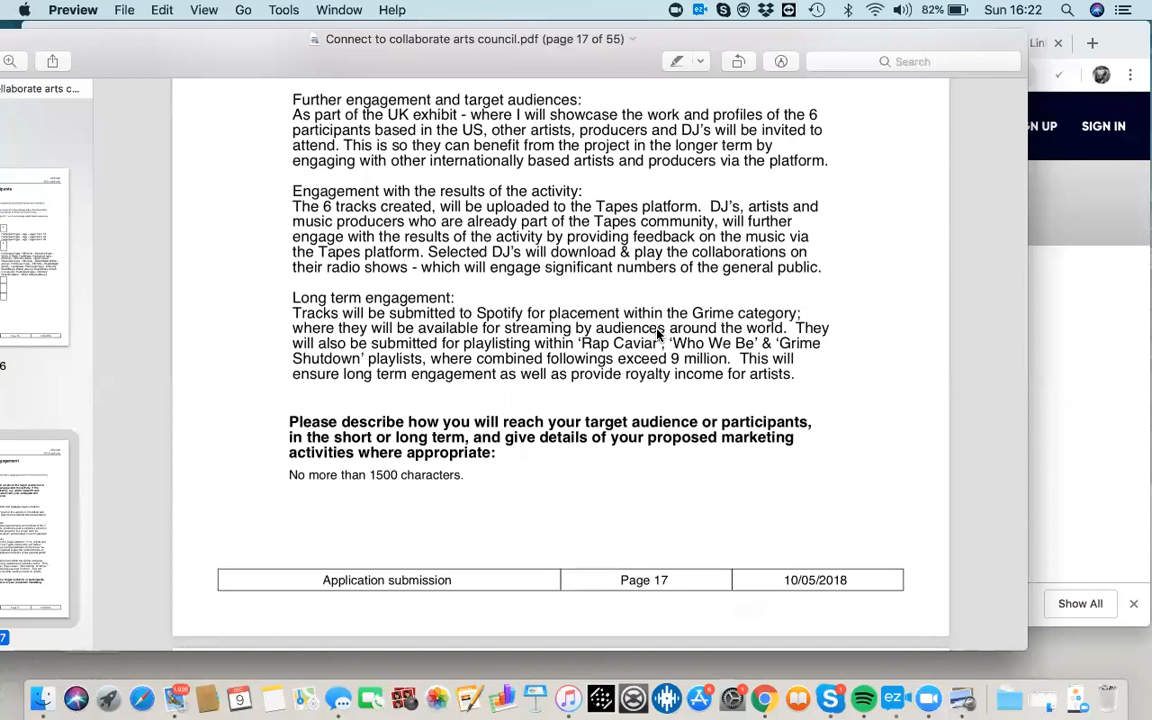 Preview File Edit View Go Tools Window Help 82% Sun 16:22
Connect to collaborate arts council.pdf (page 17 of 55)
Search
ollaborate arts c...
Further engagement and target audiences:
As part of the UK exhibit - where I will showcase the work and profiles of the 6
participants based in the US, other artists, producers and DJ's will be invited to
attend. This is so they can benefit from the project in the longer term by
engaging with other internationally based artists and producers via the platform.
Engagement with the results of the activity:
The 6 tracks created, will be uploaded to the Tapes platform. DJ's, artists and
music producers who are already part of the Tapes community, will further
engage with the results of the activity by providing feedback on the music via
the Tapes platform. Selected DJ's will download & play the collaborations on
their radio shows - which will engage significant numbers of the general public.
Long term engagement:
Tracks will be submitted to Spotify for placement within the Grime category;
where they will be available for streaming by audiences around the world. They
will also be submitted for playlisting within 'Rap Caviar', 'Who We Be' & 'Grime
Shutdown' playlists, where combined followings exceed 9 million. This will
ensure long term engagement as well as provide royalty income for artists.
Please describe how you will reach your target audience or participants,
in the short or long term, and give details of your proposed marketing
activities where appropriate:
No more than 1500 characters.
Application submission Page 17 10/05/2018
6
7
Lin
GN UP SIGN IN
Show All
9